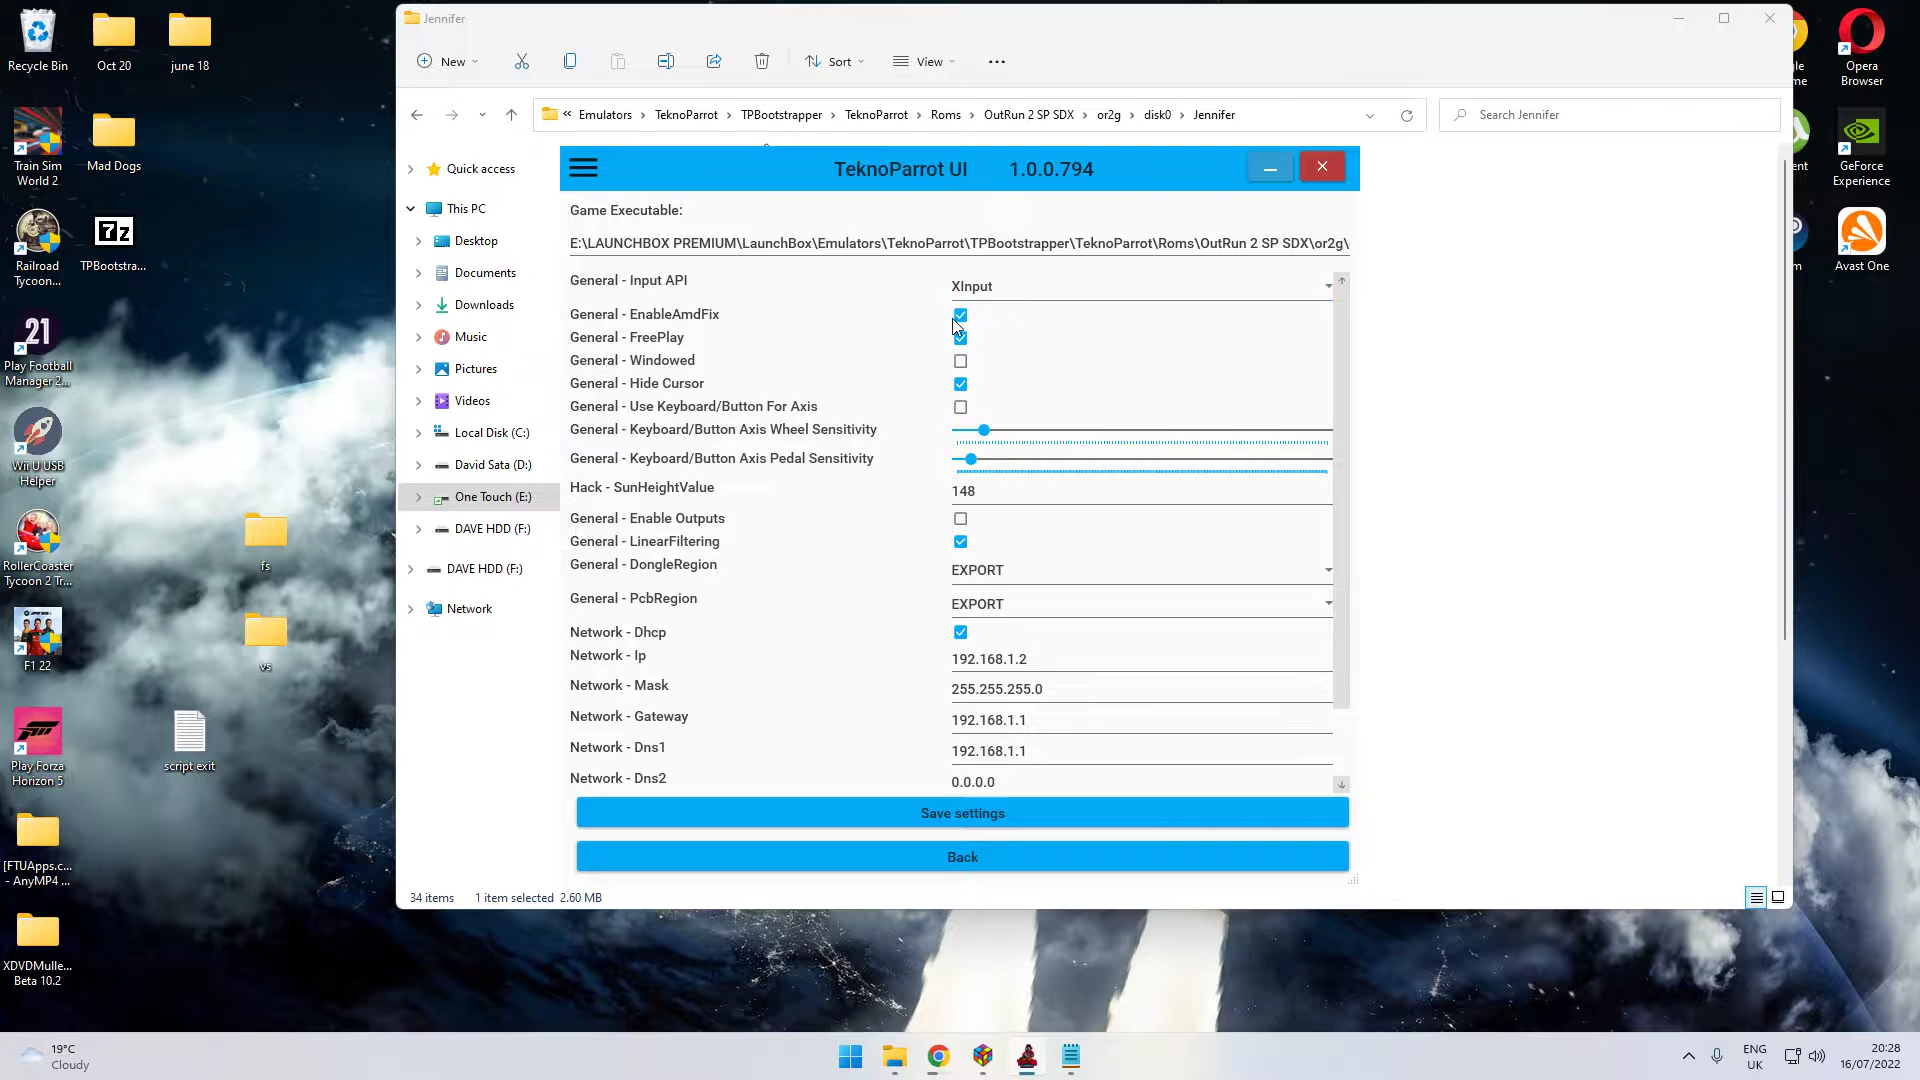 Recycle Bin
Oct 20
june 18
Train Sim
World 2
Mad Dogs
Railroad
Tycoon...
7z
TPBootstra...
21
Play Football
Manager 2...
Wii U USB
Helper
RollerCoaster
Tycoon 2 Tr...
F1 22
Play Forza
Horizon 5
[FTUApps.c...
- AnyMP4 ...
XDVDMulle...
Beta 10.2
fs
vs
script exit
Jennifer
New
Sort
View
« Emulators > TeknoParrot > TPBootstrapper > TeknoParrot > Roms > OutRun 2 SP SDX > or2g > disk0 > Jennifer
Search Jennifer
Quick access
This PC
Desktop
Documents
Downloads
Music
Pictures
Videos
Local Disk (C:)
David Sata (D:)
One Touch (E:)
DAVE HDD (F:)
DAVE HDD (F:)
Network
TeknoParrot UI 1.0.0.794
Game Executable:
E:\LAUNCHBOX PREMIUM\LaunchBox\Emulators\TeknoParrot\TPBootstrapper\TeknoParrot\Roms\OutRun 2 SP SDX\or2g\
General - Input API
XInput
General - EnableAmdFix
General - FreePlay
General - Windowed
General - Hide Cursor
General - Use Keyboard/Button For Axis
General - Keyboard/Button Axis Wheel Sensitivity
General - Keyboard/Button Axis Pedal Sensitivity
Hack - SunHeightValue
148
General - Enable Outputs
General - LinearFiltering
General - DongleRegion
EXPORT
General - PcbRegion
EXPORT
Network - Dhcp
Network - Ip
192.168.1.2
Network - Mask
255.255.255.0
Network - Gateway
192.168.1.1
Network - Dns1
192.168.1.1
Network - Dns2
0.0.0.0
Save settings
Back
34 items 1 item selected 2.60 MB
gle
me
Opera
Browser
ent
GeForce
Experience
m
Avast One
19°C
Cloudy
ENG
UK
20:28
16/07/2022